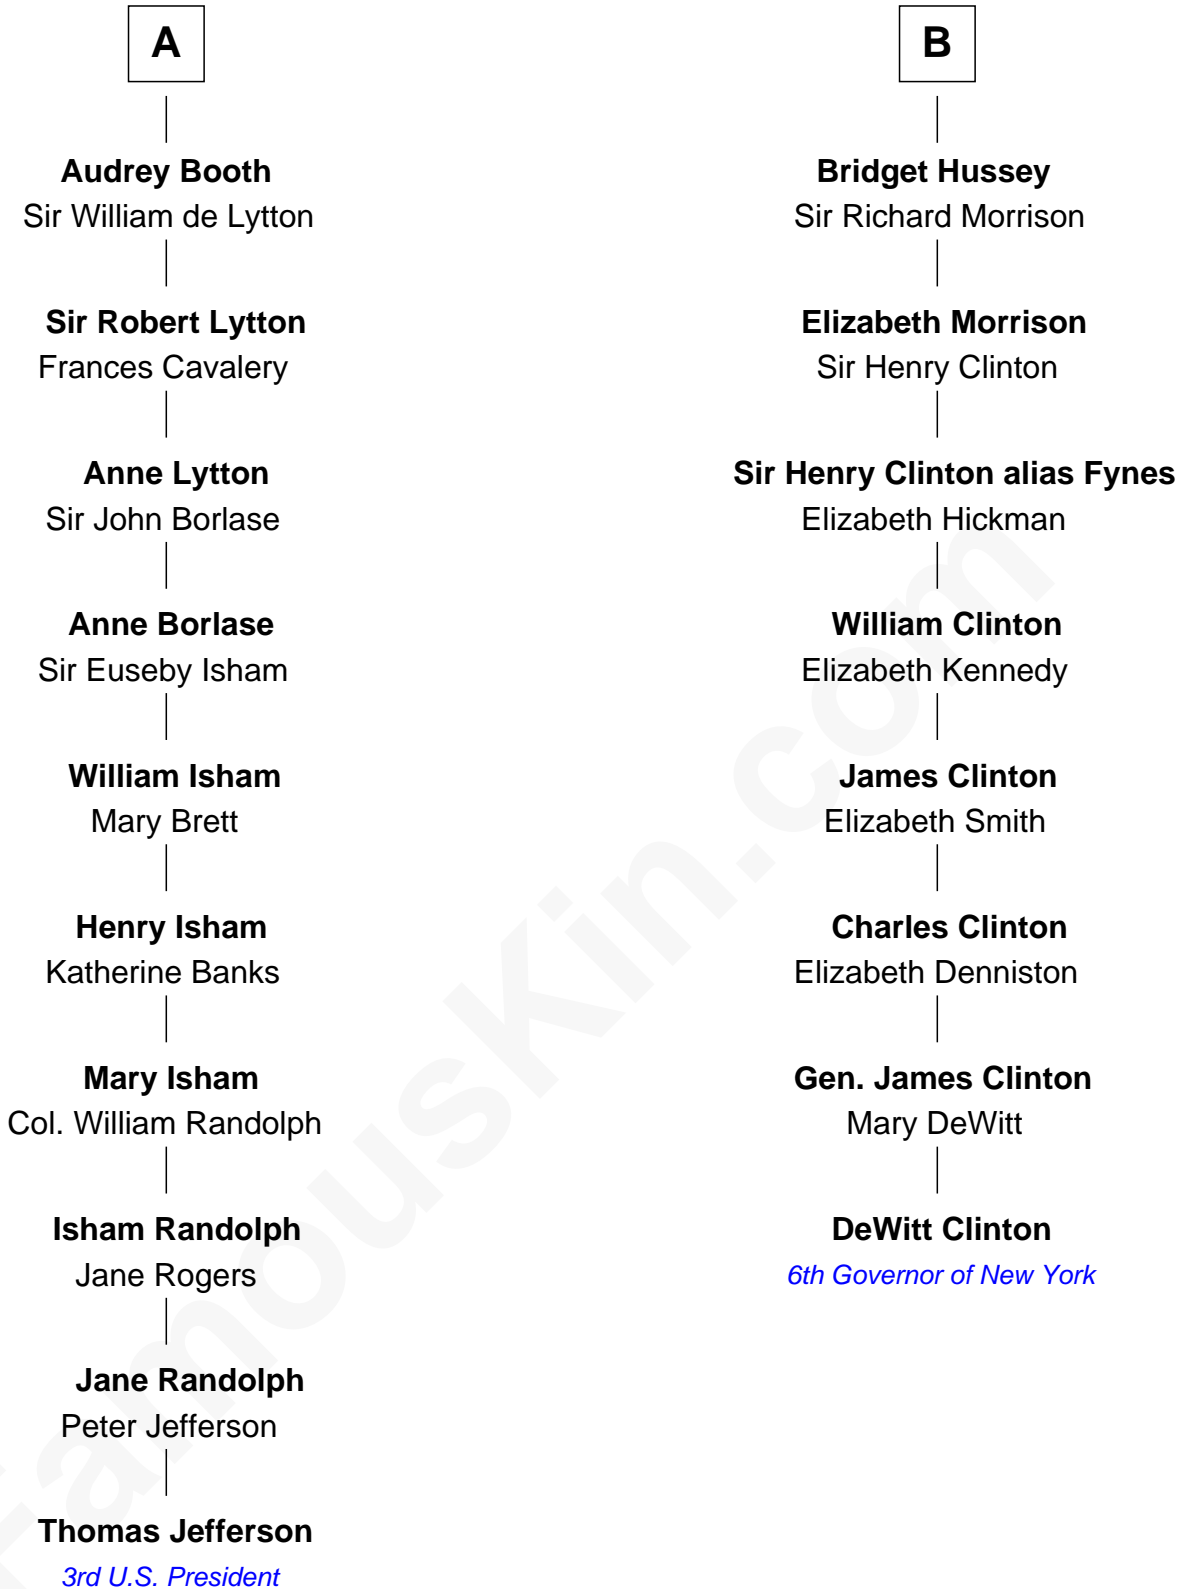 A
Audrey Booth
Sir William de Lytton
Sir Robert Lytton
Frances Cavalery
Anne Lytton
Sir John Borlase
Anne Borlase
Sir Euseby Isham
William Isham
Mary Brett
Henry Isham
Katherine Banks
Mary Isham
Col. William Randolph
Isham Randolph
Jane Rogers
Jane Randolph
Peter Jefferson
Thomas Jefferson
3rd U.S. President
B
Bridget Hussey
Sir Richard Morrison
Elizabeth Morrison
Sir Henry Clinton
Sir Henry Clinton alias Fynes
Elizabeth Hickman
William Clinton
Elizabeth Kennedy
James Clinton
Elizabeth Smith
Charles Clinton
Elizabeth Denniston
Gen. James Clinton
Mary DeWitt
DeWitt Clinton
6th Governor of New York
FamousKin.com